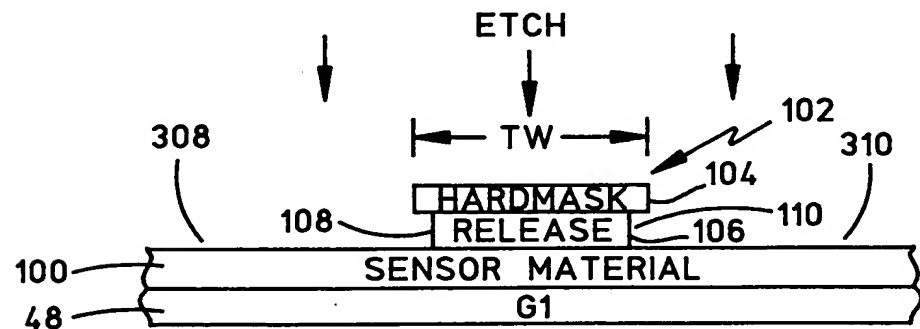 ETCH
TW
102
308
310
HARDMASK
104
108
RELEASE
110
106
100
SENSOR MATERIAL
48
G1